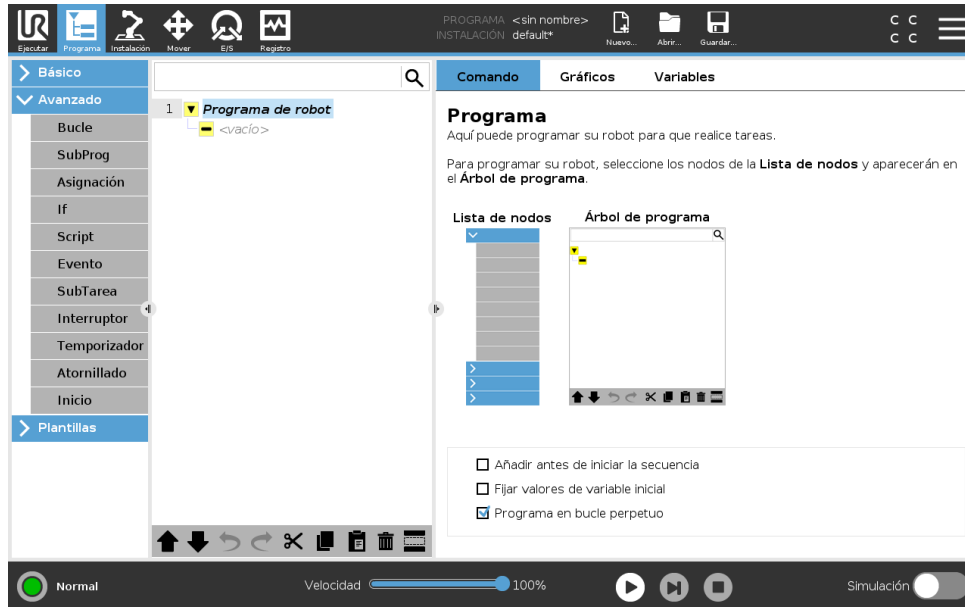 UR
PROGRAMA <sin nombre>
INSTALACIÓN default*
Ejecutar
Programa
Instalación
Mover
E/S
Registro
Nuevo...
Abrir...
Guardar...
C C
C C
Básico
Avanzado
Bucle
SubProg
Asignación
If
Script
Evento
SubTarea
Interruptor
Temporizador
Atornillado
Inicio
Plantillas
1 Programa de robot
<vacío>
Comando
Gráficos
Variables
Programa
Aquí puede programar su robot para que realice tareas.
Para programar su robot, seleccione los nodos de la Lista de nodos y aparecerán en
el Árbol de programa.
Lista de nodos
Árbol de programa
Añadir antes de iniciar la secuencia
Fijar valores de variable inicial
Programa en bucle perpetuo
Normal
Velocidad
100%
Simulación